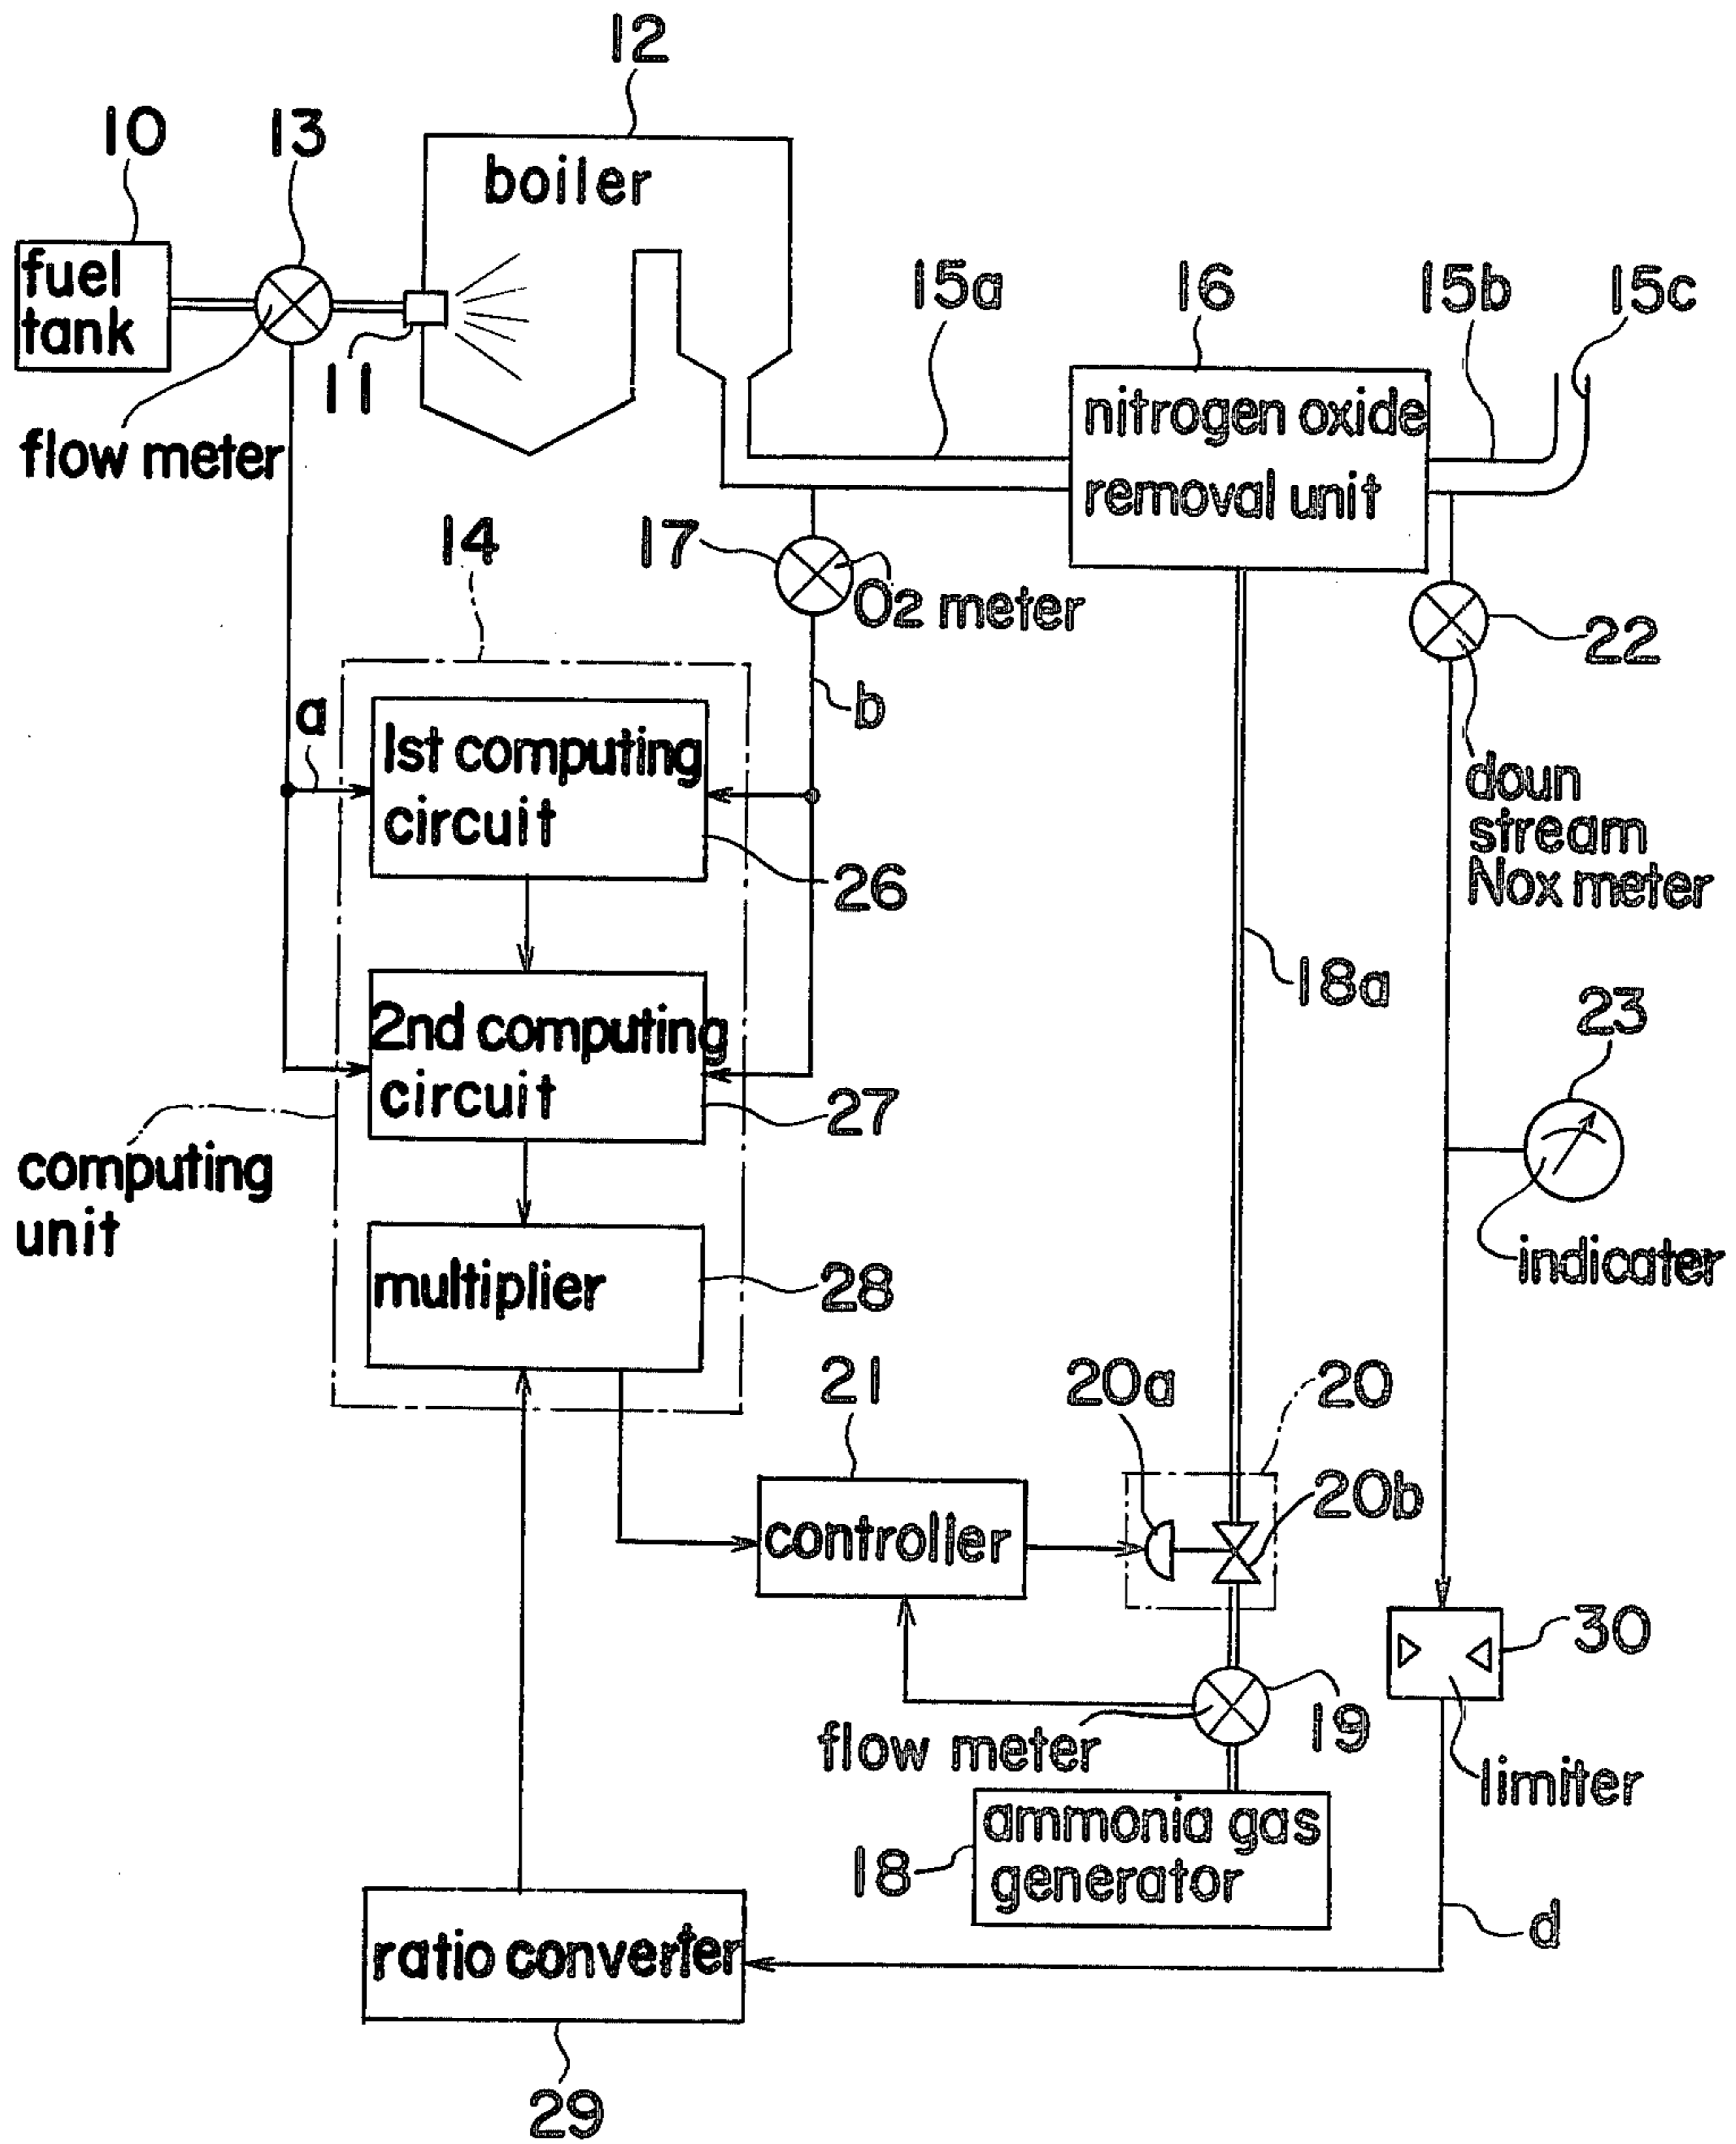 12
10
13
boiler
fuel
tank
15a
16
15b
15c
11
nitrogen oxide
removal unit
flow meter
14
17
O2 meter
22
a
b
1st computing
circuit
doun
stream
Nox meter
26
18a
23
2nd computing
circuit
27
computing
unit
indicater
multiplier
28
21
20a
20
20b
controller
30
flow meter
19
limiter
ammonia gas
generator
18
d
ratio converter
29